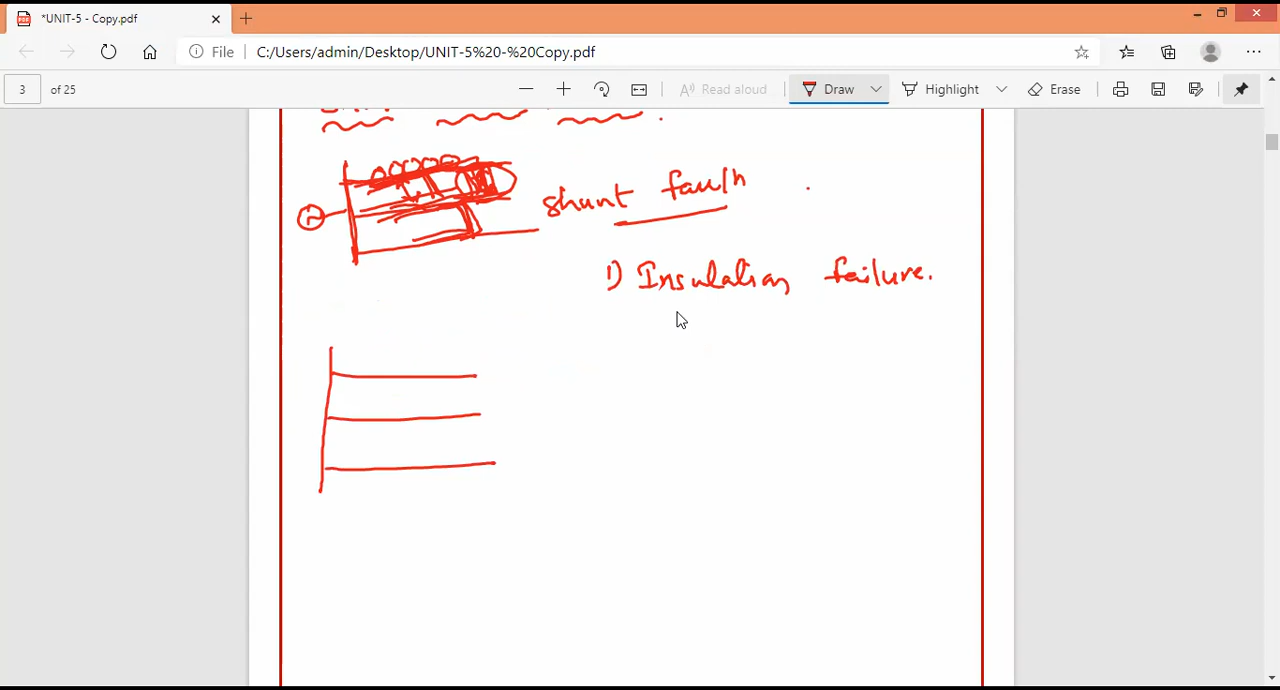 *UNIT-5 - Copy.pdf
File C:/Users/admin/Desktop/UNIT-5%20-%20Copy.pdf
3 of 25 Read aloud Draw Highlight Erase
shunt fault
1) Insulation failure.